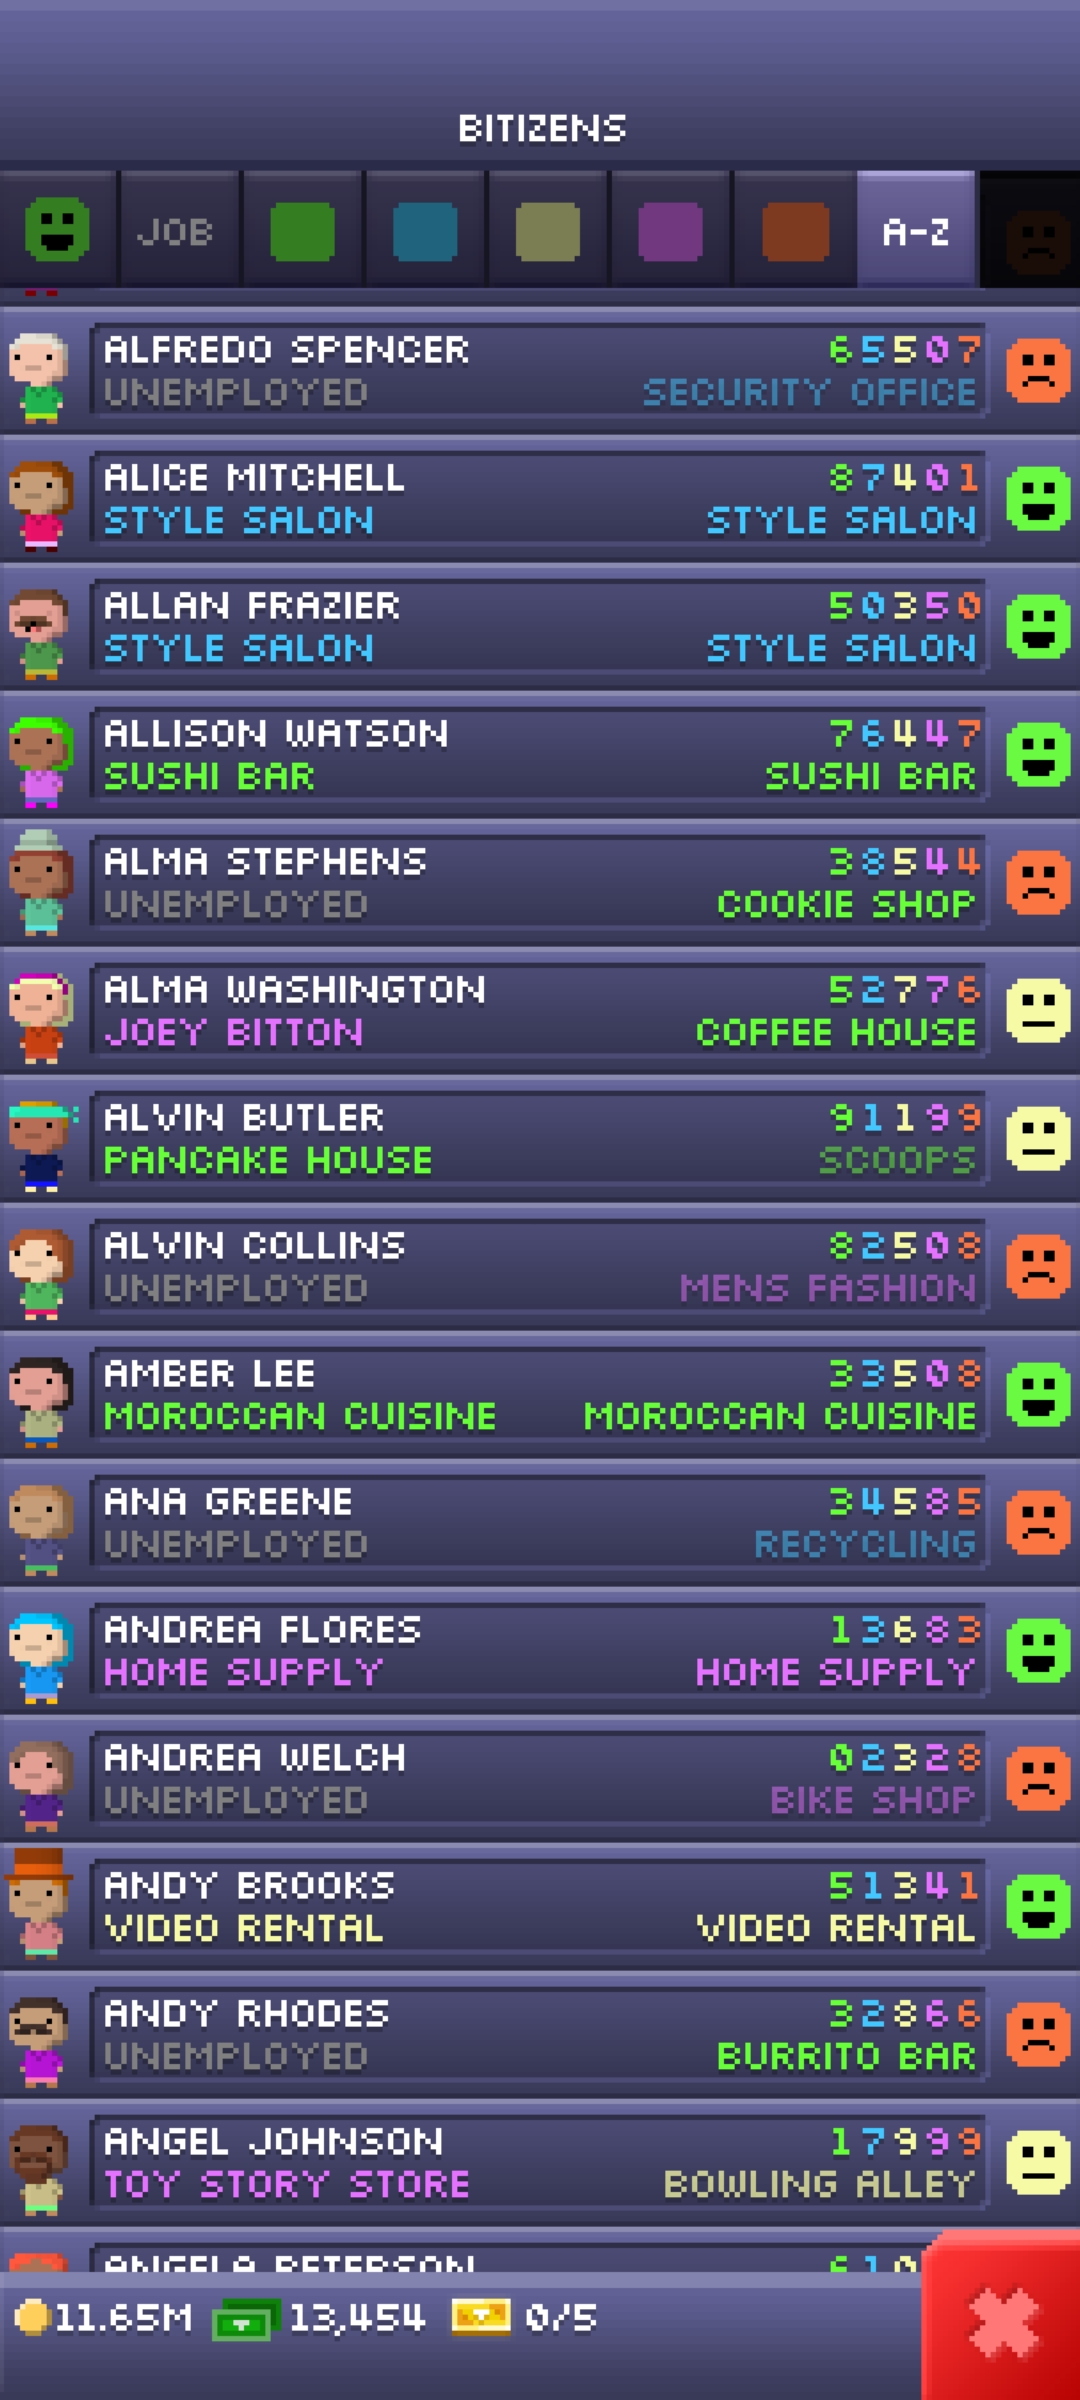 BITIZENS
JOB A-Z
ALFREDO SPENCER 65507
UNEMPLOYED SECURITY OFFICE
ALICE MITCHELL 87401
STYLE SALON STYLE SALON
ALLAN FRAZIER 50350
STYLE SALON STYLE SALON
ALLISON WATSON 76447
SUSHI BAR SUSHI BAR
ALMA STEPHENS 38544
UNEMPLOYED COOKIE SHOP
ALMA WASHINGTON 52776
JOEY BITTON COFFEE HOUSE
ALVIN BUTLER 91199
PANCAKE HOUSE SCOOPS
ALVIN COLLINS 82508
UNEMPLOYED MENS FASHION
AMBER LEE 33508
MOROCCAN CUISINE MOROCCAN CUISINE
ANA GREENE 34585
UNEMPLOYED RECYCLING
ANDREA FLORES 13683
HOME SUPPLY HOME SUPPLY
ANDREA WELCH 02328
UNEMPLOYED BIKE SHOP
ANDY BROOKS 51341
VIDEO RENTAL VIDEO RENTAL
ANDY RHODES 32866
UNEMPLOYED BURRITO BAR
ANGEL JOHNSON 17999
TOY STORY STORE BOWLING ALLEY
ANGELA PETERSON
11.65M 13,454 0/5